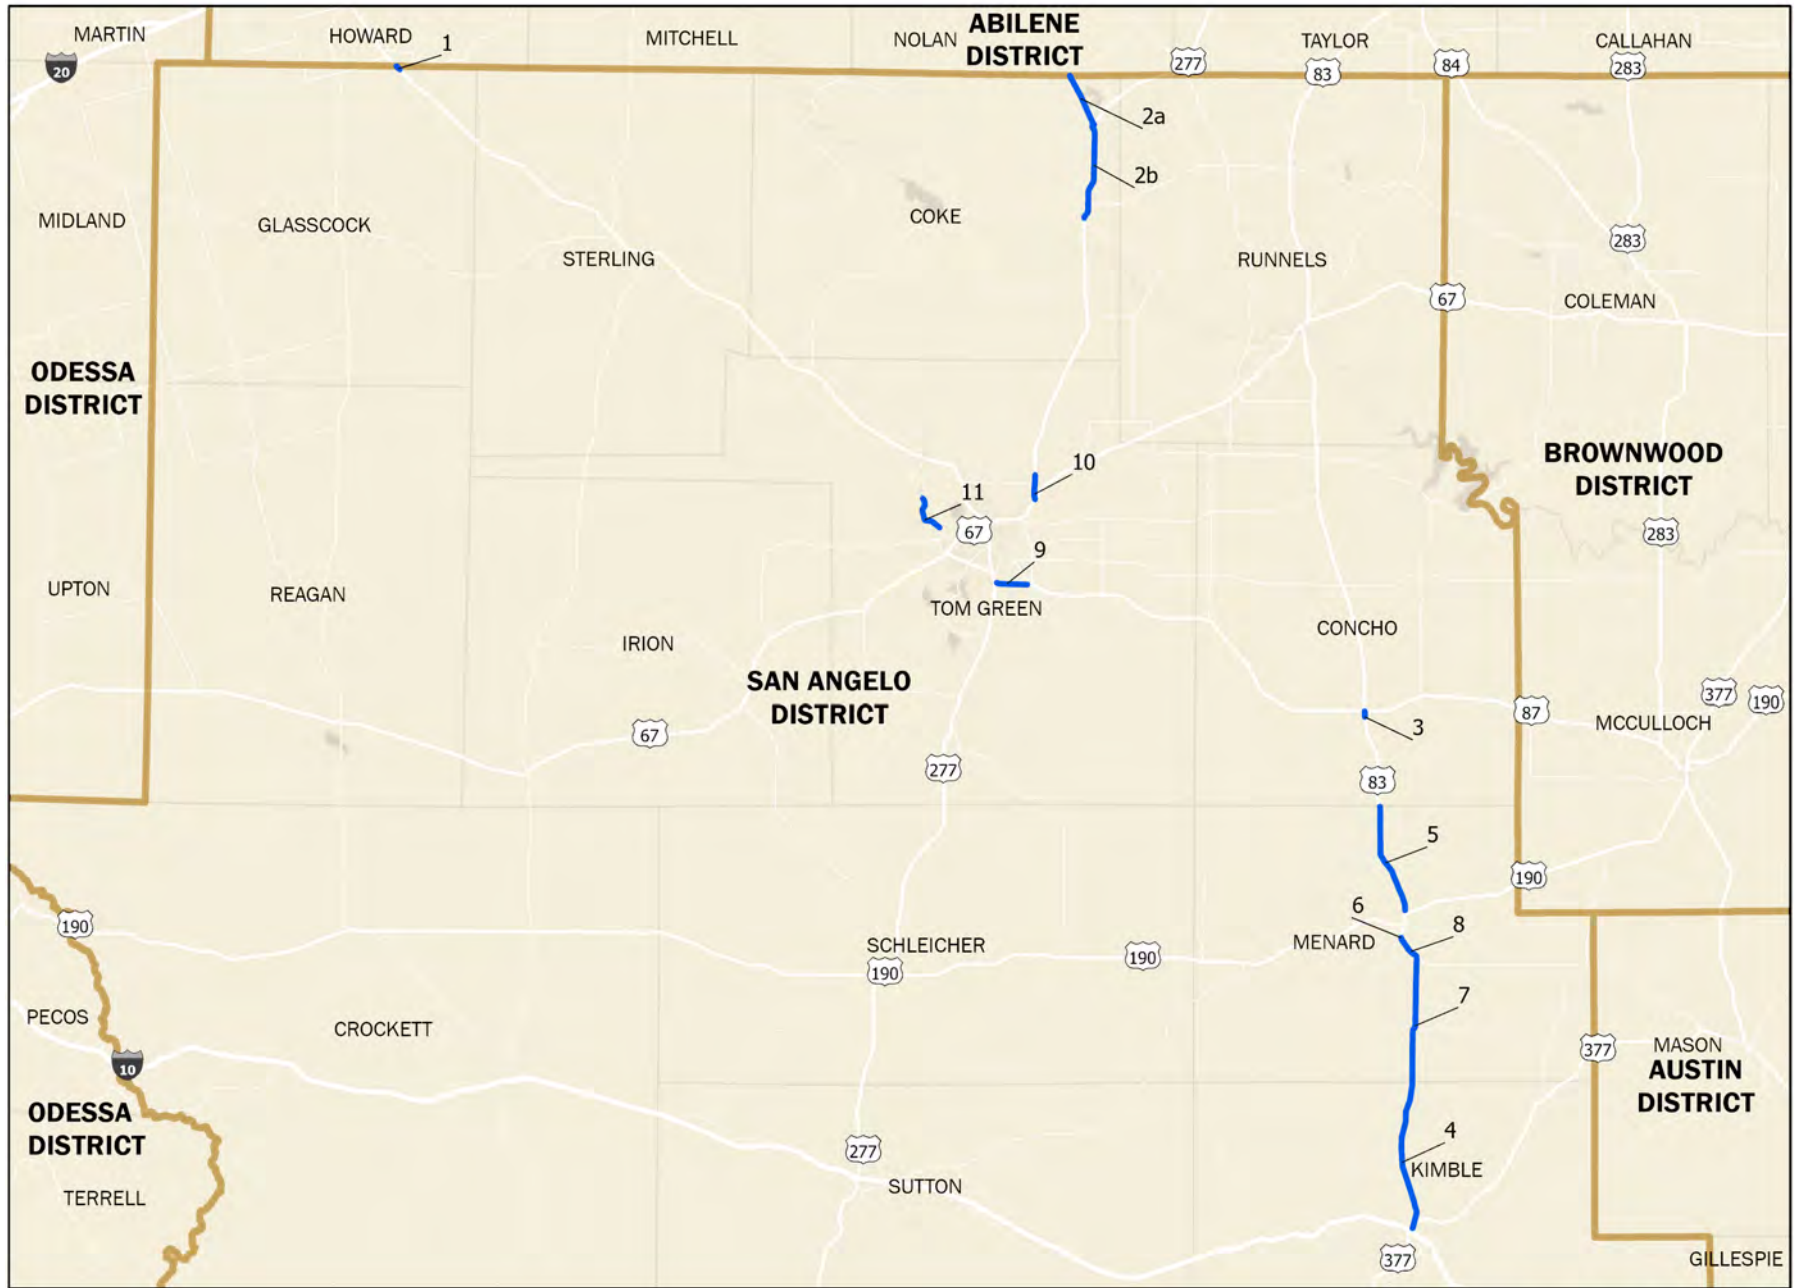 MARTIN
HOWARD
1
MITCHELL
NOLAN
ABILENE
DISTRICT
277
TAYLOR
83
84
CALLAHAN
283
20
2a
2b
MIDLAND
GLASSCOCK
STERLING
COKE
RUNNELS
283
67
COLEMAN
ODESSA
DISTRICT
BROWNWOOD
DISTRICT
10
11
67
283
9
UPTON
REAGAN
TOM GREEN
IRION
CONCHO
SAN ANGELO
DISTRICT
377
190
87
MCCULLOCH
67
3
277
83
5
190
6
8
190
SCHLEICHER
MENARD
190
190
7
PECOS
CROCKETT
10
377
MASON
AUSTIN
DISTRICT
ODESSA
DISTRICT
4
277
KIMBLE
TERRELL
SUTTON
377
GILLESPIE